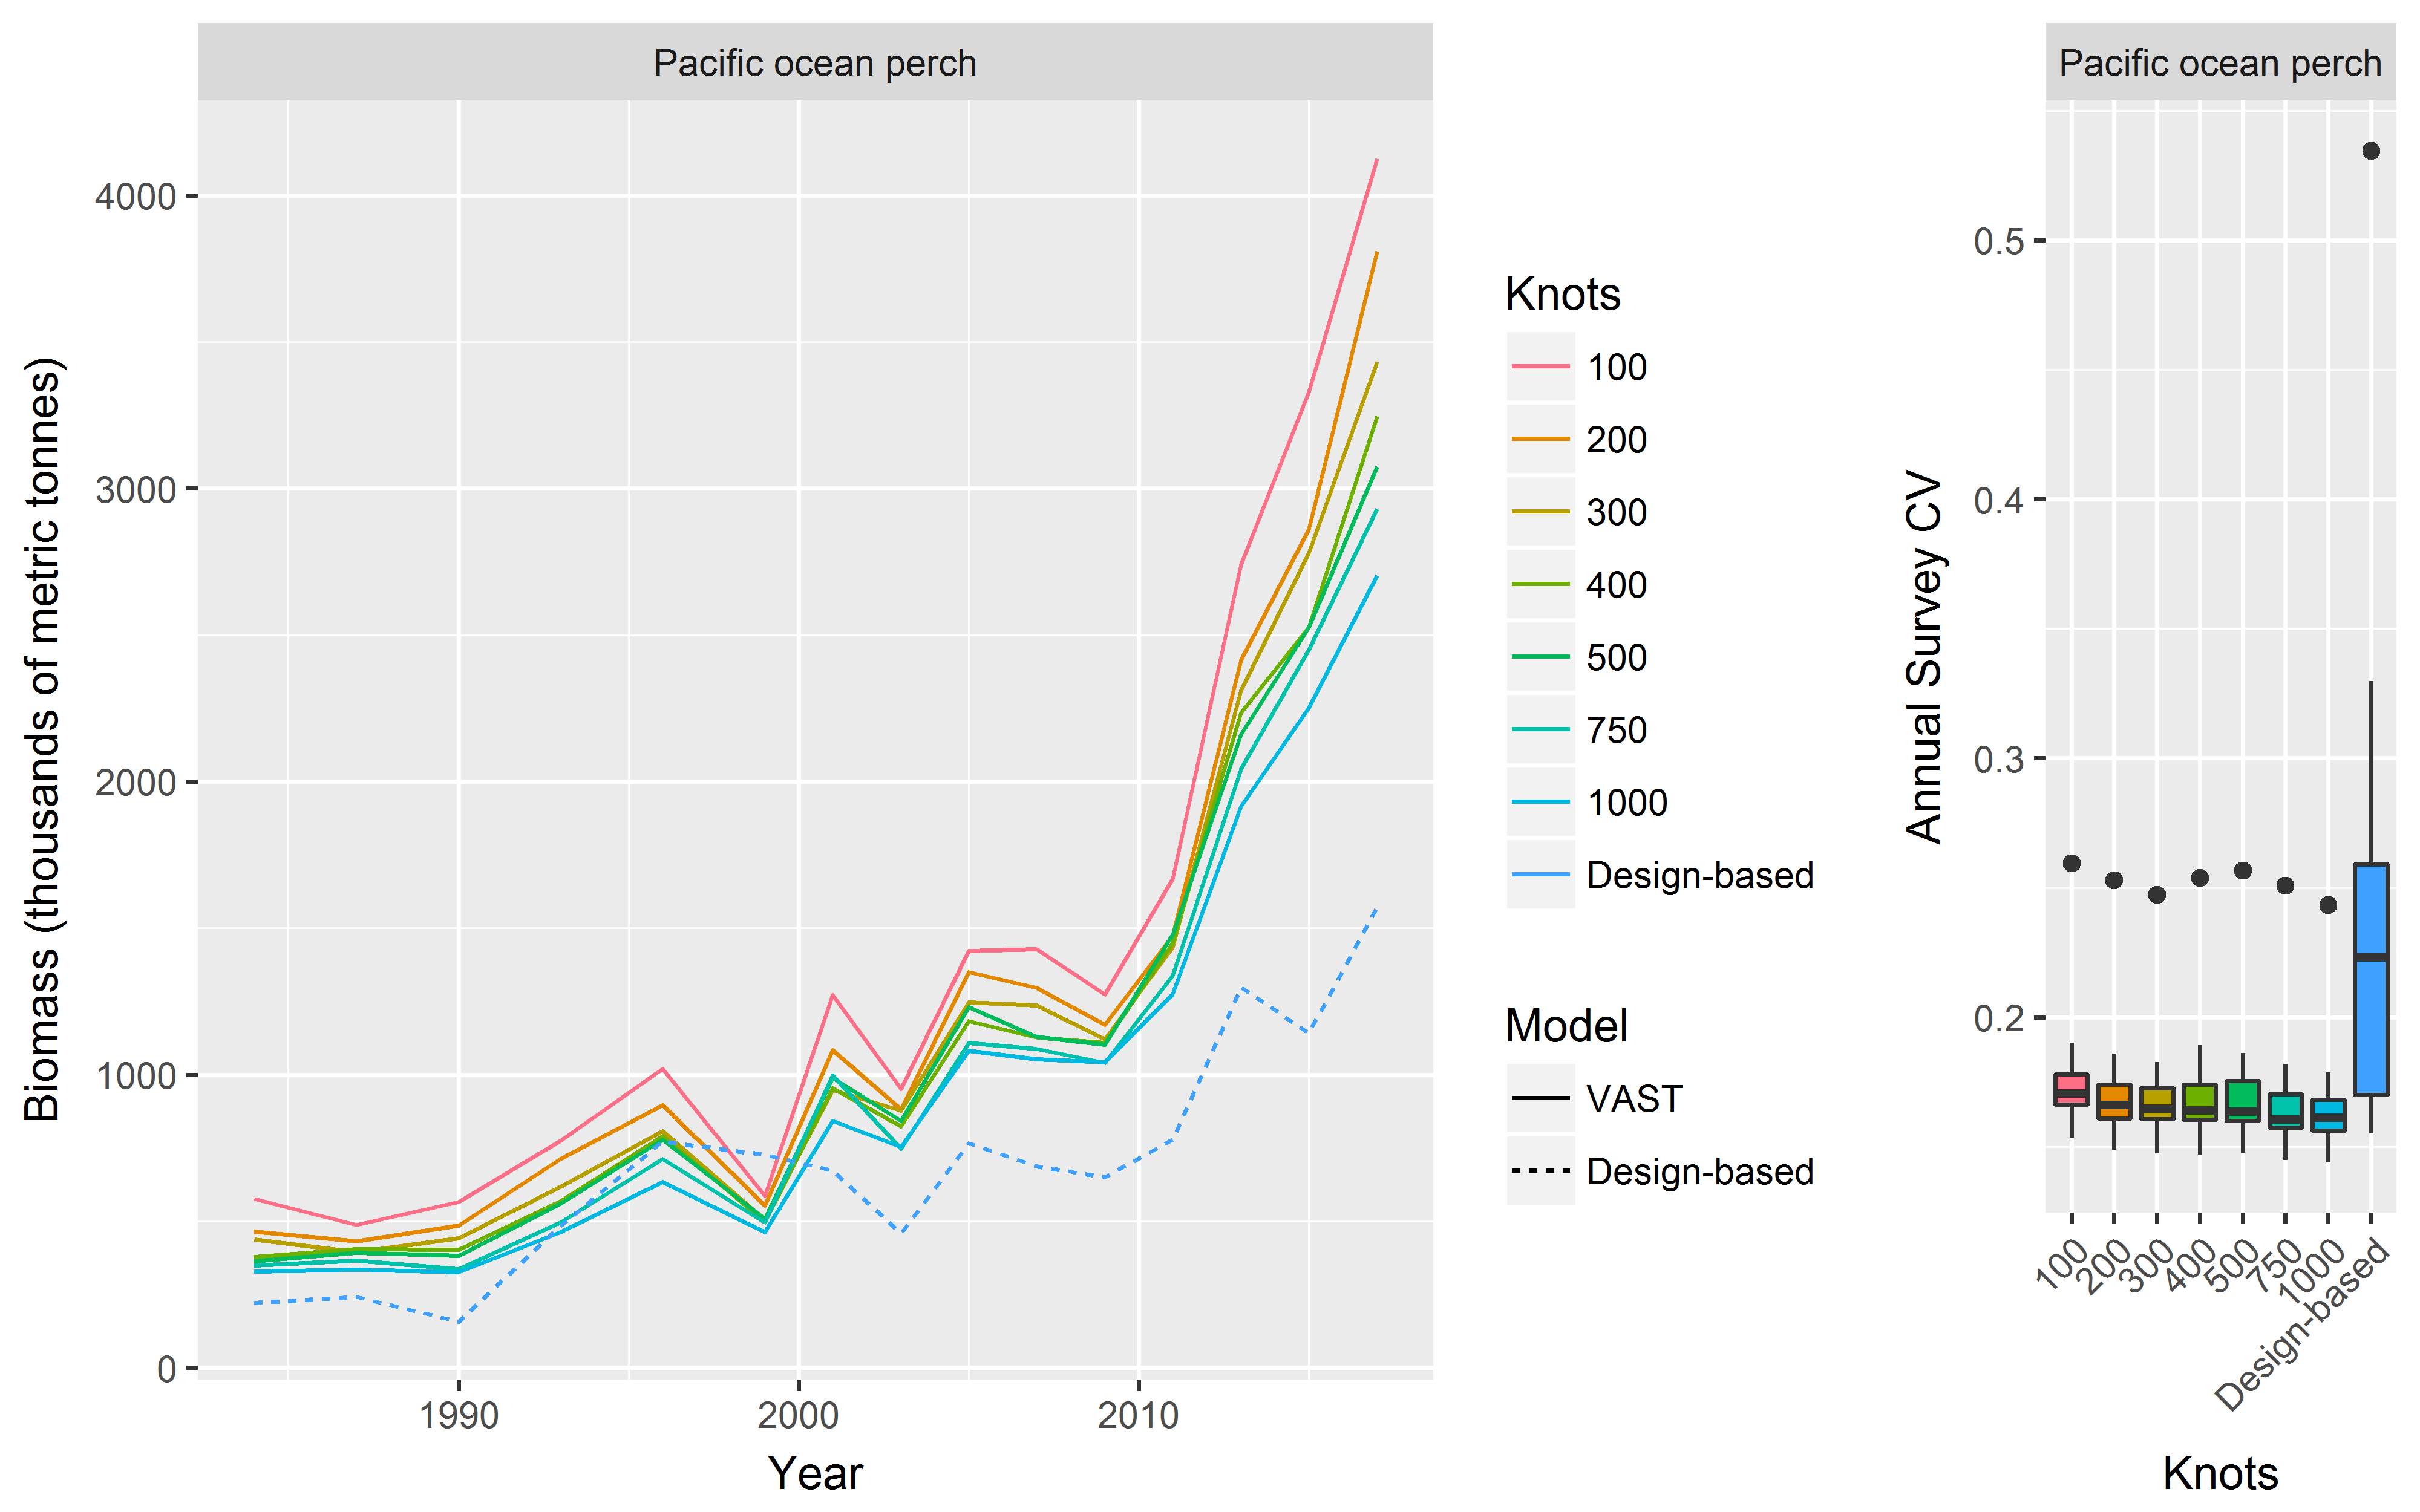 Pacific ocean perch
Biomass (thousands of metric tonnes)
4000
3000
2000
1000
0
1990
2000
2010
Year
Knots
100
200
300
400
500
750
1000
Design-based
Model
VAST
Design-based
Pacific ocean perch
Annual Survey CV
0.5
0.4
0.3
0.2
100
200
300
400
500
750
1000
Design-based
Knots